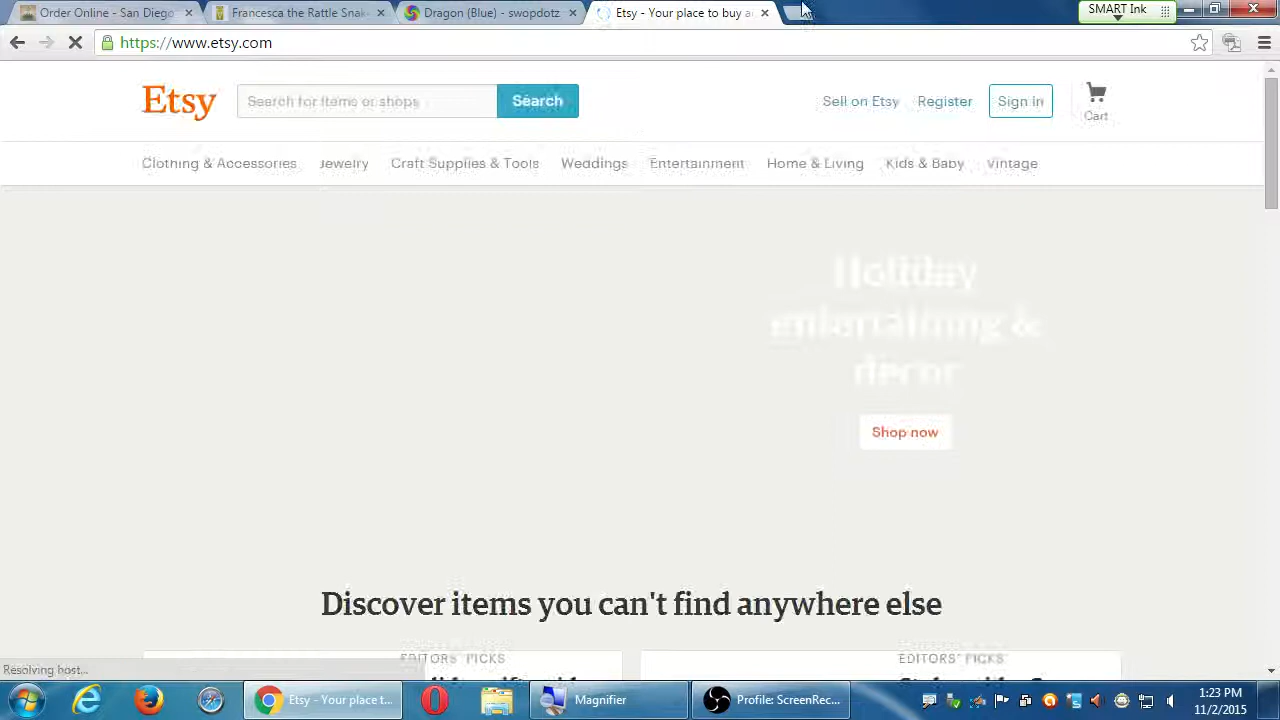 Order Online - San Diego
Francesca the Rattle Snak
Dragon (Blue) - swopdotz
Etsy - Your place to buy a
SMART Ink
https://www.etsy.com
Etsy
Search for items or shops
Search
Sell on Etsy
Register
Sign in
Cart
Clothing & Accessories
Jewelry
Craft Supplies & Tools
Weddings
Entertainment
Home & Living
Kids & Baby
Vintage
Holiday
entertaining &
decor
Shop now
Discover items you can't find anywhere else
EDITORS' PICKS
EDITORS' PICKS
Resolving host...
Etsy - Your place t...
Magnifier
Profile: ScreenRec...
1:23 PM
11/2/2015